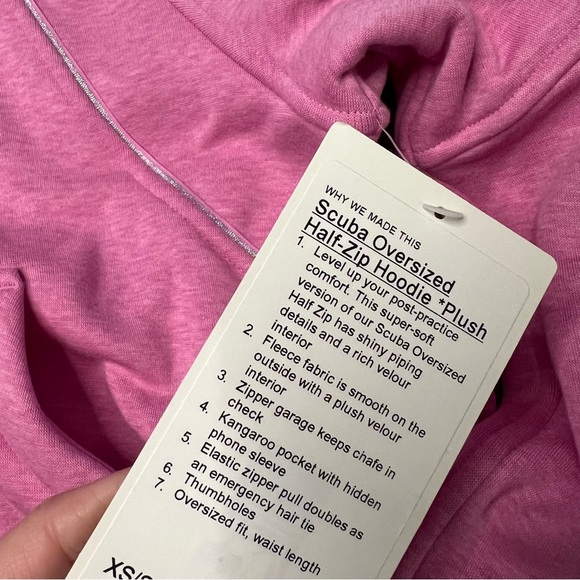 WHY WE MADE THIS
Scuba Oversized
Half-Zip Hoodie *Plush
1. Level up your post-practice
comfort. This super-soft
version of our Scuba Oversized
Half Zip has shiny piping
details and a rich velour
interior
2. Fleece fabric is smooth on the
outside with a plush velour
interior
3. Zipper garage keeps chafe in
check
4. Kangaroo pocket with hidden
phone sleeve
5. Elastic zipper pull doubles as
an emergency hair tie
6. Thumbholes
7. Oversized fit, waist length